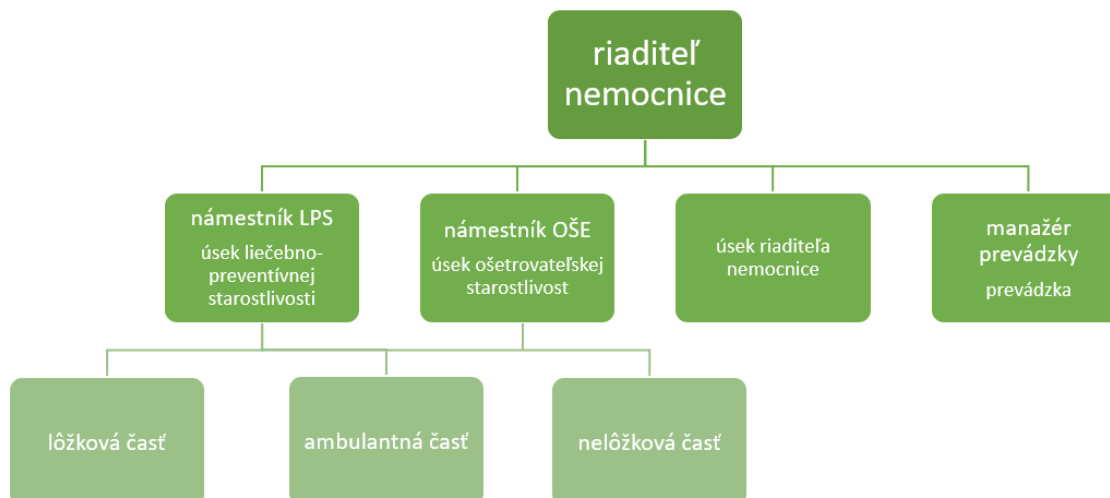 riaditeľ
nemocnice
námestník LPS
úsek liečebno-
preventívnej
starostlivosti
námestník OŠE
úsek ošetrovateľskej
starostlivost
úsek riaditeľa
nemocnice
manažér
prevádzky
prevádzka
lôžková časť
ambulantná časť
nelôžková časť